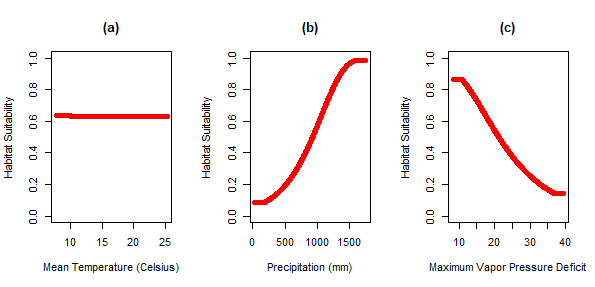 (a)
Habitat Suitability
0.0 0.2 0.4 0.6 0.8 1.0
10 15 20 25
Mean Temperature (Celsius)
(b)
Habitat Suitability
0.0 0.2 0.4 0.6 0.8 1.0
0 500 1000 1500
Precipitation (mm)
(c)
Habitat Suitability
0.0 0.2 0.4 0.6 0.8 1.0
10 20 30 40
Maximum Vapor Pressure Deficit